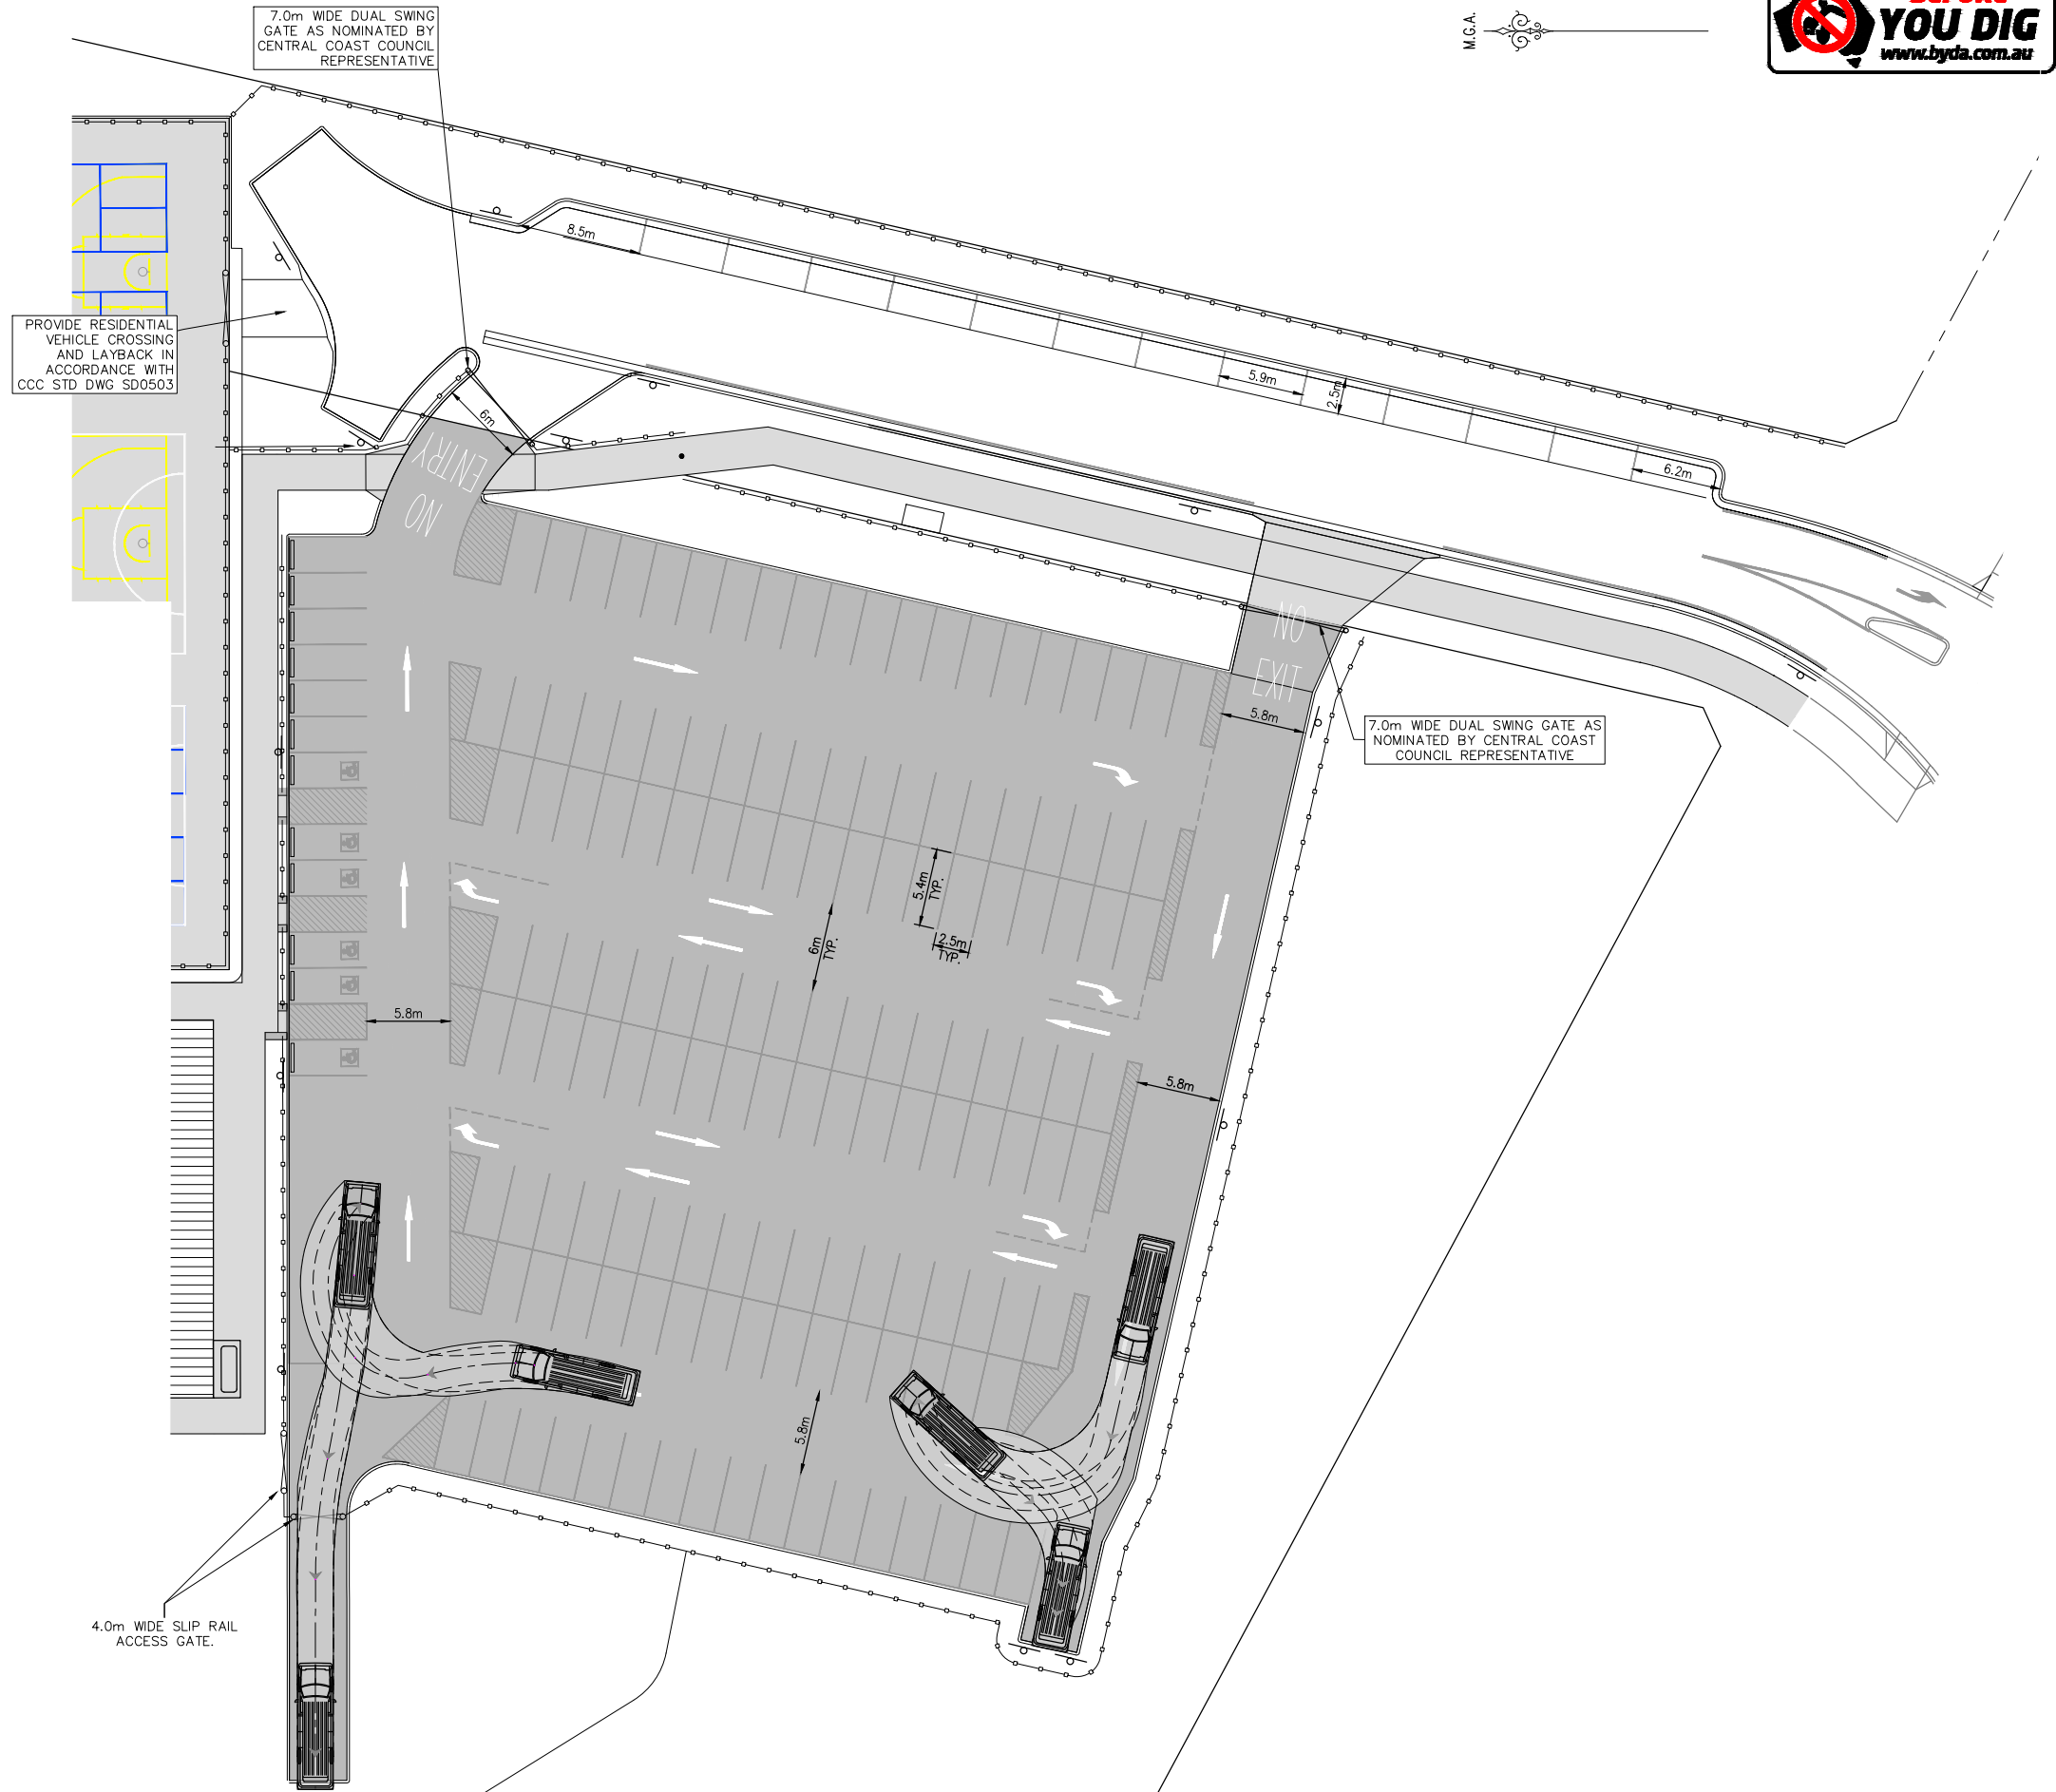 7.0m WIDE DUAL SWING
GATE AS NOMINATED BY
CENTRAL COAST COUNCIL
REPRESENTATIVE
M.G.A.
YOU DIG
www.byda.com.au
8.5m
PROVIDE RESIDENTIAL
VEHICLE CROSSING
AND LAYBACK IN
ACCORDANCE WITH
CCC STD DWG SD0503
5.9m
2.5m
6m
6.2m
ENTRY
NO
NO
EXIT
5.8m
7.0m WIDE DUAL SWING GATE AS
NOMINATED BY CENTRAL COAST
COUNCIL REPRESENTATIVE
5.4m
TYP.
6m
TYP.
2.5m
TYP.
5.8m
5.8m
5.8m
4.0m WIDE SLIP RAIL
ACCESS GATE.